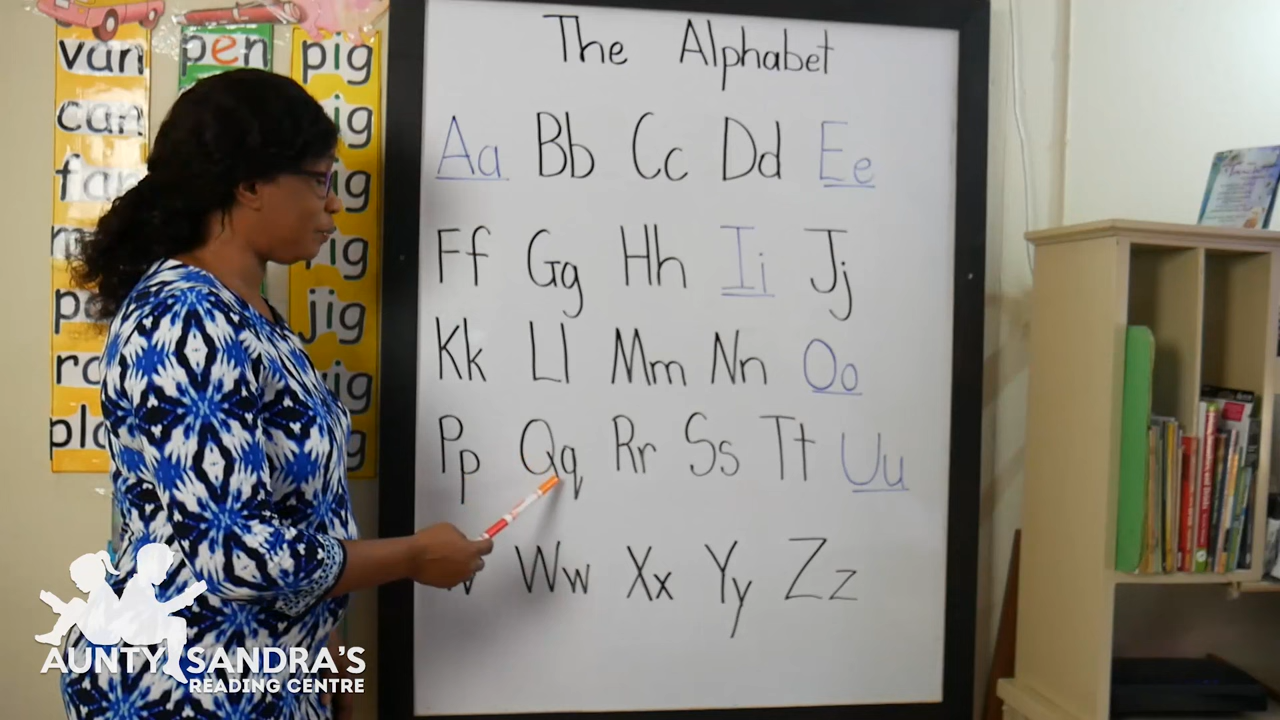 The Alphabet
Aa Bb Cc Dd Ee
Ff Gg Hh Ii Jj
Kk Ll Mm Nn Oo
Pp Qq Rr Ss Tt Uu
Ww Xx Yy Zz
van
can
pen
pig
rig
jig
AUNTY SANDRA'S
READING CENTRE